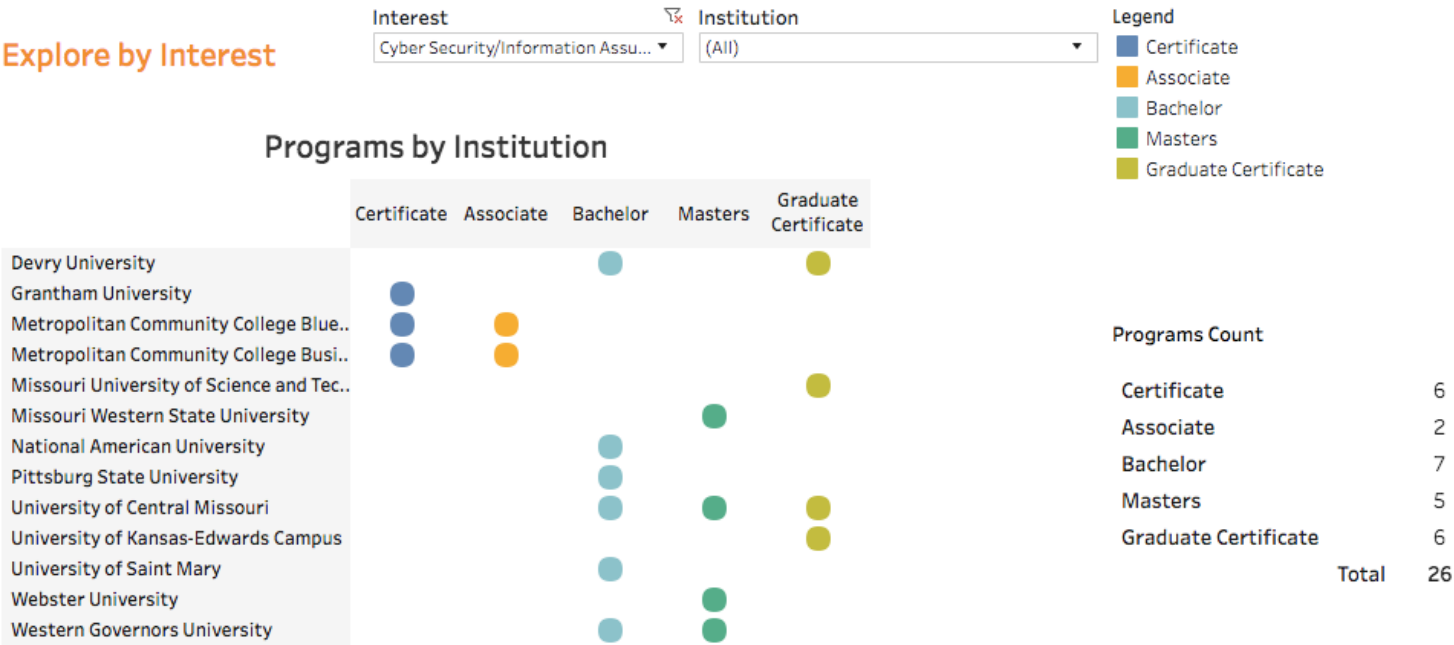 Explore by Interest
Interest
Cyber Security/Information Assu...
Institution
(All)
Legend
Certificate
Associate
Bachelor
Masters
Graduate Certificate
Programs by Institution
Certificate Associate Bachelor Masters Graduate Certificate
Devry University
Grantham University
Metropolitan Community College Blue..
Metropolitan Community College Busi..
Missouri University of Science and Tec..
Missouri Western State University
National American University
Pittsburg State University
University of Central Missouri
University of Kansas-Edwards Campus
University of Saint Mary
Webster University
Western Governors University
Programs Count
Certificate 6
Associate 2
Bachelor 7
Masters 5
Graduate Certificate 6
Total 26